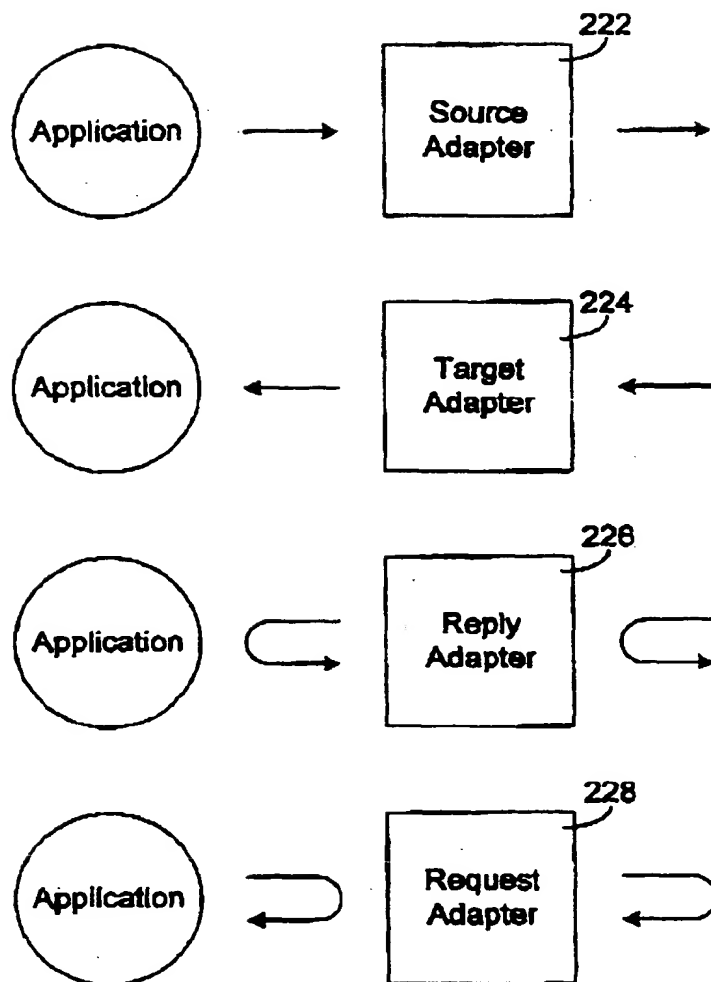 222
Application
Source
Adapter
224
Application
Target
Adapter
226
Application
Reply
Adapter
228
Application
Request
Adapter